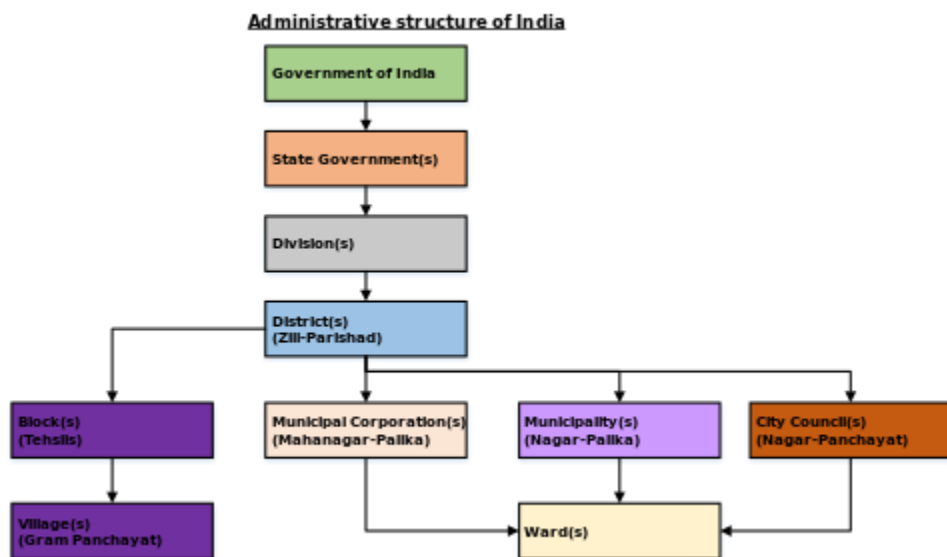 Administrative structure of India
Government of India
State Government(s)
Division(s)
District(s)
(Zill-Parishad)
Block(s)
(Tehsils)
Municipal Corporation(s)
(Mahanagar-Palika)
Municipality(s)
(Nagar-Palika)
City Council(s)
(Nagar-Panchayat)
Village(s)
(Gram Panchayat)
Ward(s)